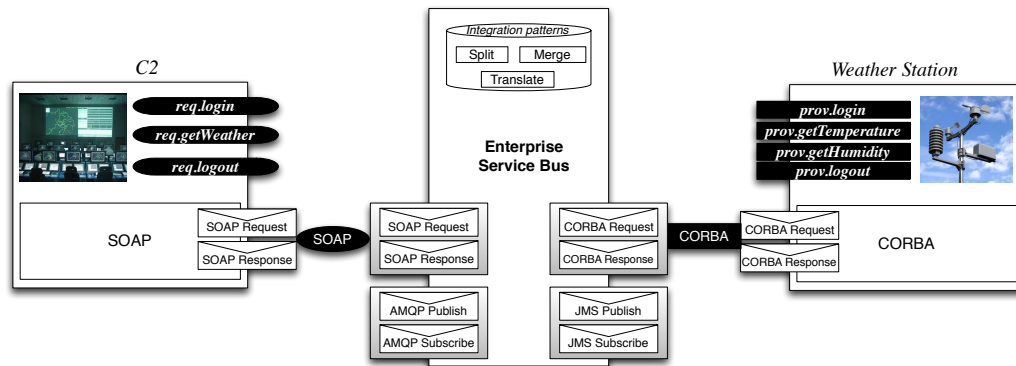 Integration patterns
Split
Merge
Translate
C2
Weather Station
req.login
req.getWeather
req.logout
prov.login
prov.getTemperature
prov.getHumidity
prov.logout
Enterprise
Service Bus
SOAP
SOAP Request
SOAP Response
SOAP
SOAP Request
SOAP Response
CORBA Request
CORBA Response
CORBA
CORBA Request
CORBA Response
CORBA
AMQP Publish
AMQP Subscribe
JMS Publish
JMS Subscribe